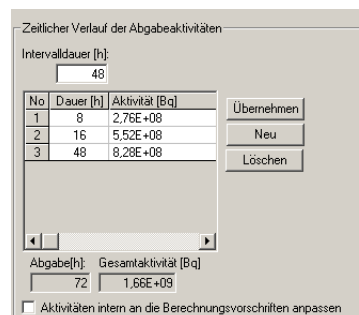 Zeitlicher Verlauf der Abgabeaktivitäten
Intervalldauer [h]:
48
No Dauer [h] Aktivität [Bq]
1 8 2,76E+08
2 16 5,52E+08
3 48 8,28E+08
Übernehmen
Neu
Löschen
Abgabe[h]: Gesamtaktivität [Bq]
72 1,66E+09
Aktivitäten intern an die Berechnungsvorschriften anpassen